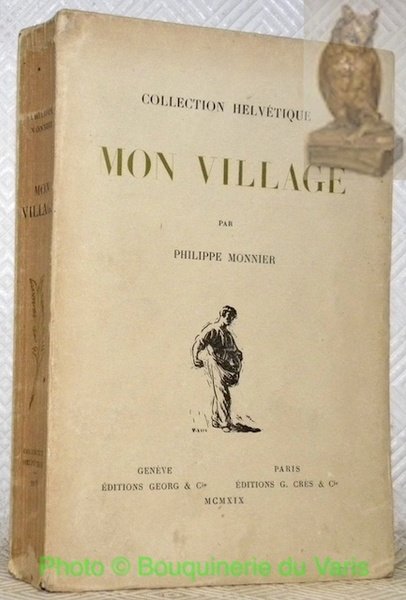 COLLECTION HELVÉTIQUE
MON VILLAGE
PAR
PHILIPPE MONNIER
GENÈVE
ÉDITIONS GEORG & Cie
PARIS
ÉDITIONS G. CRÈS & Cie
MCMXIX
MON
VILLAGE
Photo © Bouquinerie du Varis